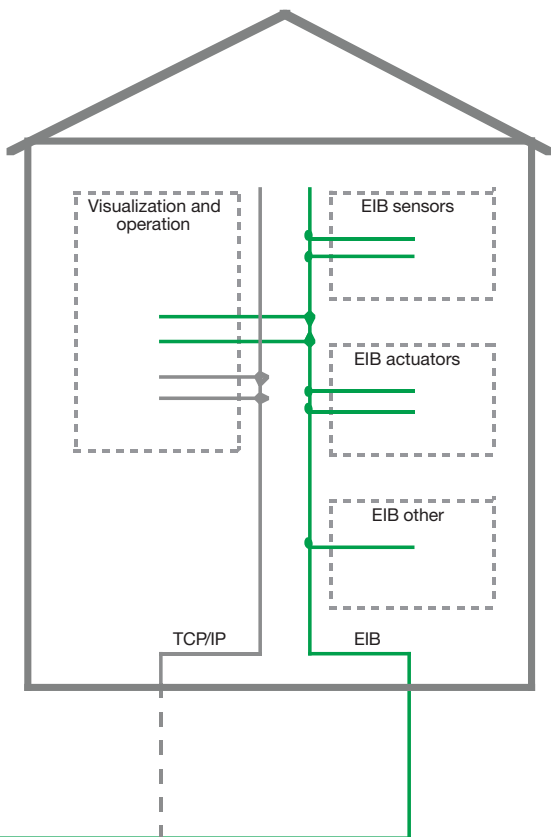 Visualization and
operation
EIB sensors
EIB actuators
EIB other
TCP/IP
EIB